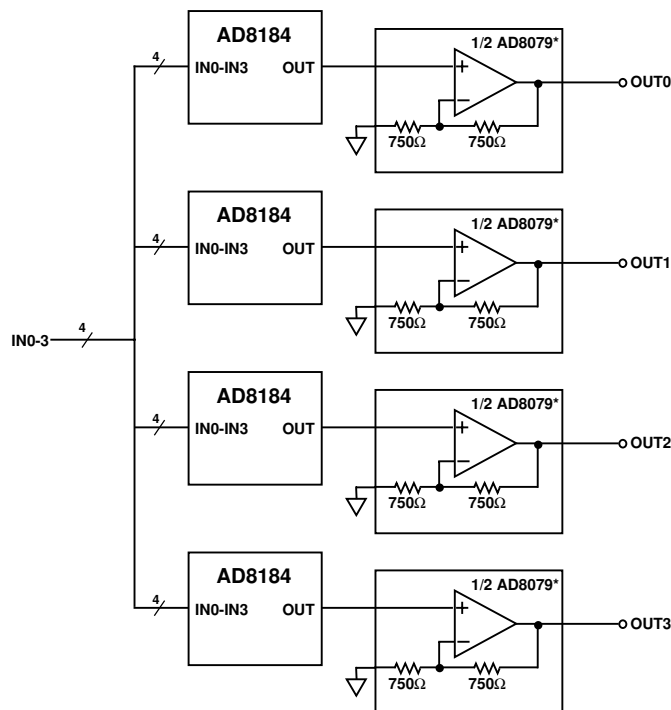 AD8184
1/2 AD8079*
4
IN0-IN3 OUT
+
OUT0
−
750Ω 750Ω
AD8184
1/2 AD8079*
4
IN0-IN3 OUT
+
OUT1
−
750Ω 750Ω
4
IN0-3
AD8184
1/2 AD8079*
4
IN0-IN3 OUT
+
OUT2
−
750Ω 750Ω
AD8184
1/2 AD8079*
4
IN0-IN3 OUT
+
OUT3
−
750Ω 750Ω